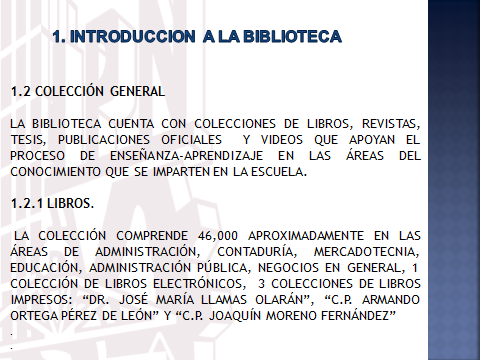 1. INTRODUCCION A LA BIBLIOTECA
1.2 COLECCIÓN GENERAL
LA BIBLIOTECA CUENTA CON COLECCIONES DE LIBROS, REVISTAS,
TESIS, PUBLICACIONES OFICIALES Y VIDEOS QUE APOYAN EL
PROCESO DE ENSEÑANZA-APRENDIZAJE EN LAS ÁREAS DEL
CONOCIMIENTO QUE SE IMPARTEN EN LA ESCUELA.
1.2.1 LIBROS.
LA COLECCIÓN COMPRENDE 46,000 APROXIMADAMENTE EN LAS
ÁREAS DE ADMINISTRACIÓN, CONTADURÍA, MERCADOTECNIA,
EDUCACIÓN, ADMINISTRACIÓN PÚBLICA, NEGOCIOS EN GENERAL, 1
COLECCIÓN DE LIBROS ELECTRÓNICOS, 3 COLECCIONES DE LIBROS
IMPRESOS: “DR. JOSÉ MARÍA LLAMAS OLARÁN”, “C.P. ARMANDO
ORTEGA PÉREZ DE LEÓN” Y “C.P. JOAQUÍN MORENO FERNÁNDEZ”
.
.